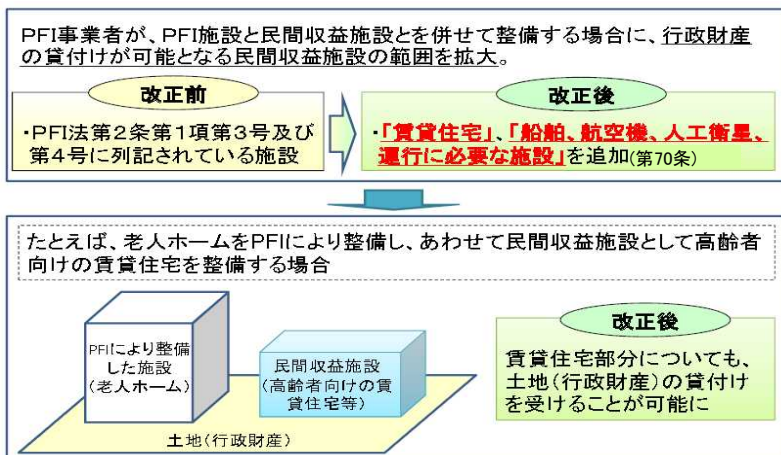 PFI事業者が、PFI施設と民間収益施設とを併せて整備する場合に、行政財産
の貸付けが可能となる民間収益施設の範囲を拡大。
改正前
・PFI法第2条第1項第3号及び
第4号に列記されている施設
改正後
・「賃貸住宅」、「船舶、航空機、人工衛星、
運行に必要な施設」を追加(第70条)
たとえば、老人ホームをPFIにより整備し、あわせて民間収益施設として高齢者
向けの賃貸住宅を整備する場合
PFIにより整備
した施設
(老人ホーム)
民間収益施設
(高齢者向けの賃
貸住宅等)
土地(行政財産)
改正後
賃貸住宅部分についても、
土地(行政財産)の貸付け
を受けることが可能に